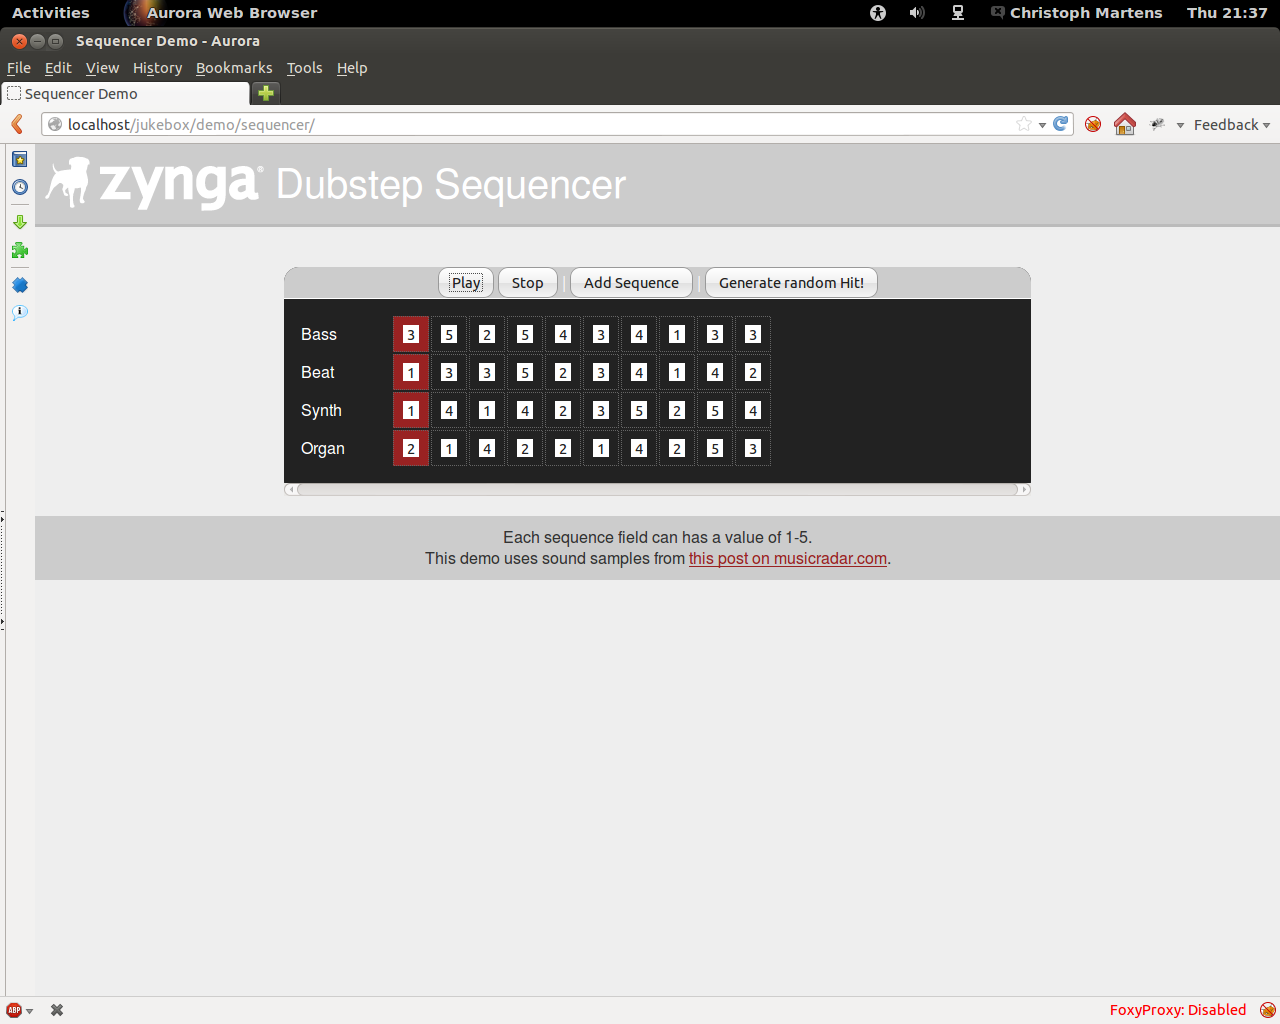 Activities Aurora Web Browser Christoph Martens Thu 21:37
Sequencer Demo - Aurora
File Edit View History Bookmarks Tools Help
Sequencer Demo
localhost/jukebox/demo/sequencer/ Feedback
zynga® Dubstep Sequencer
Play Stop | Add Sequence | Generate random Hit!
Bass 3 5 2 5 4 3 4 1 3 3
Beat 1 3 3 5 2 3 4 1 4 2
Synth 1 4 1 4 2 3 5 2 5 4
Organ 2 1 4 2 2 1 4 2 5 3
Each sequence field can has a value of 1-5.
This demo uses sound samples from this post on musicradar.com.
ABP FoxyProxy: Disabled